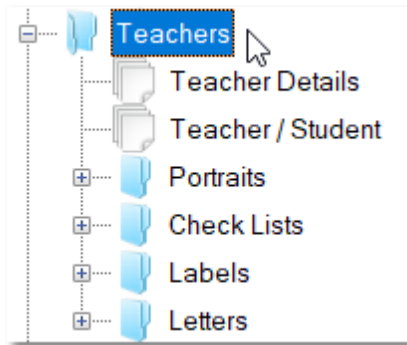 Teachers
Teacher Details
Teacher / Student
Portraits
Check Lists
Labels
Letters